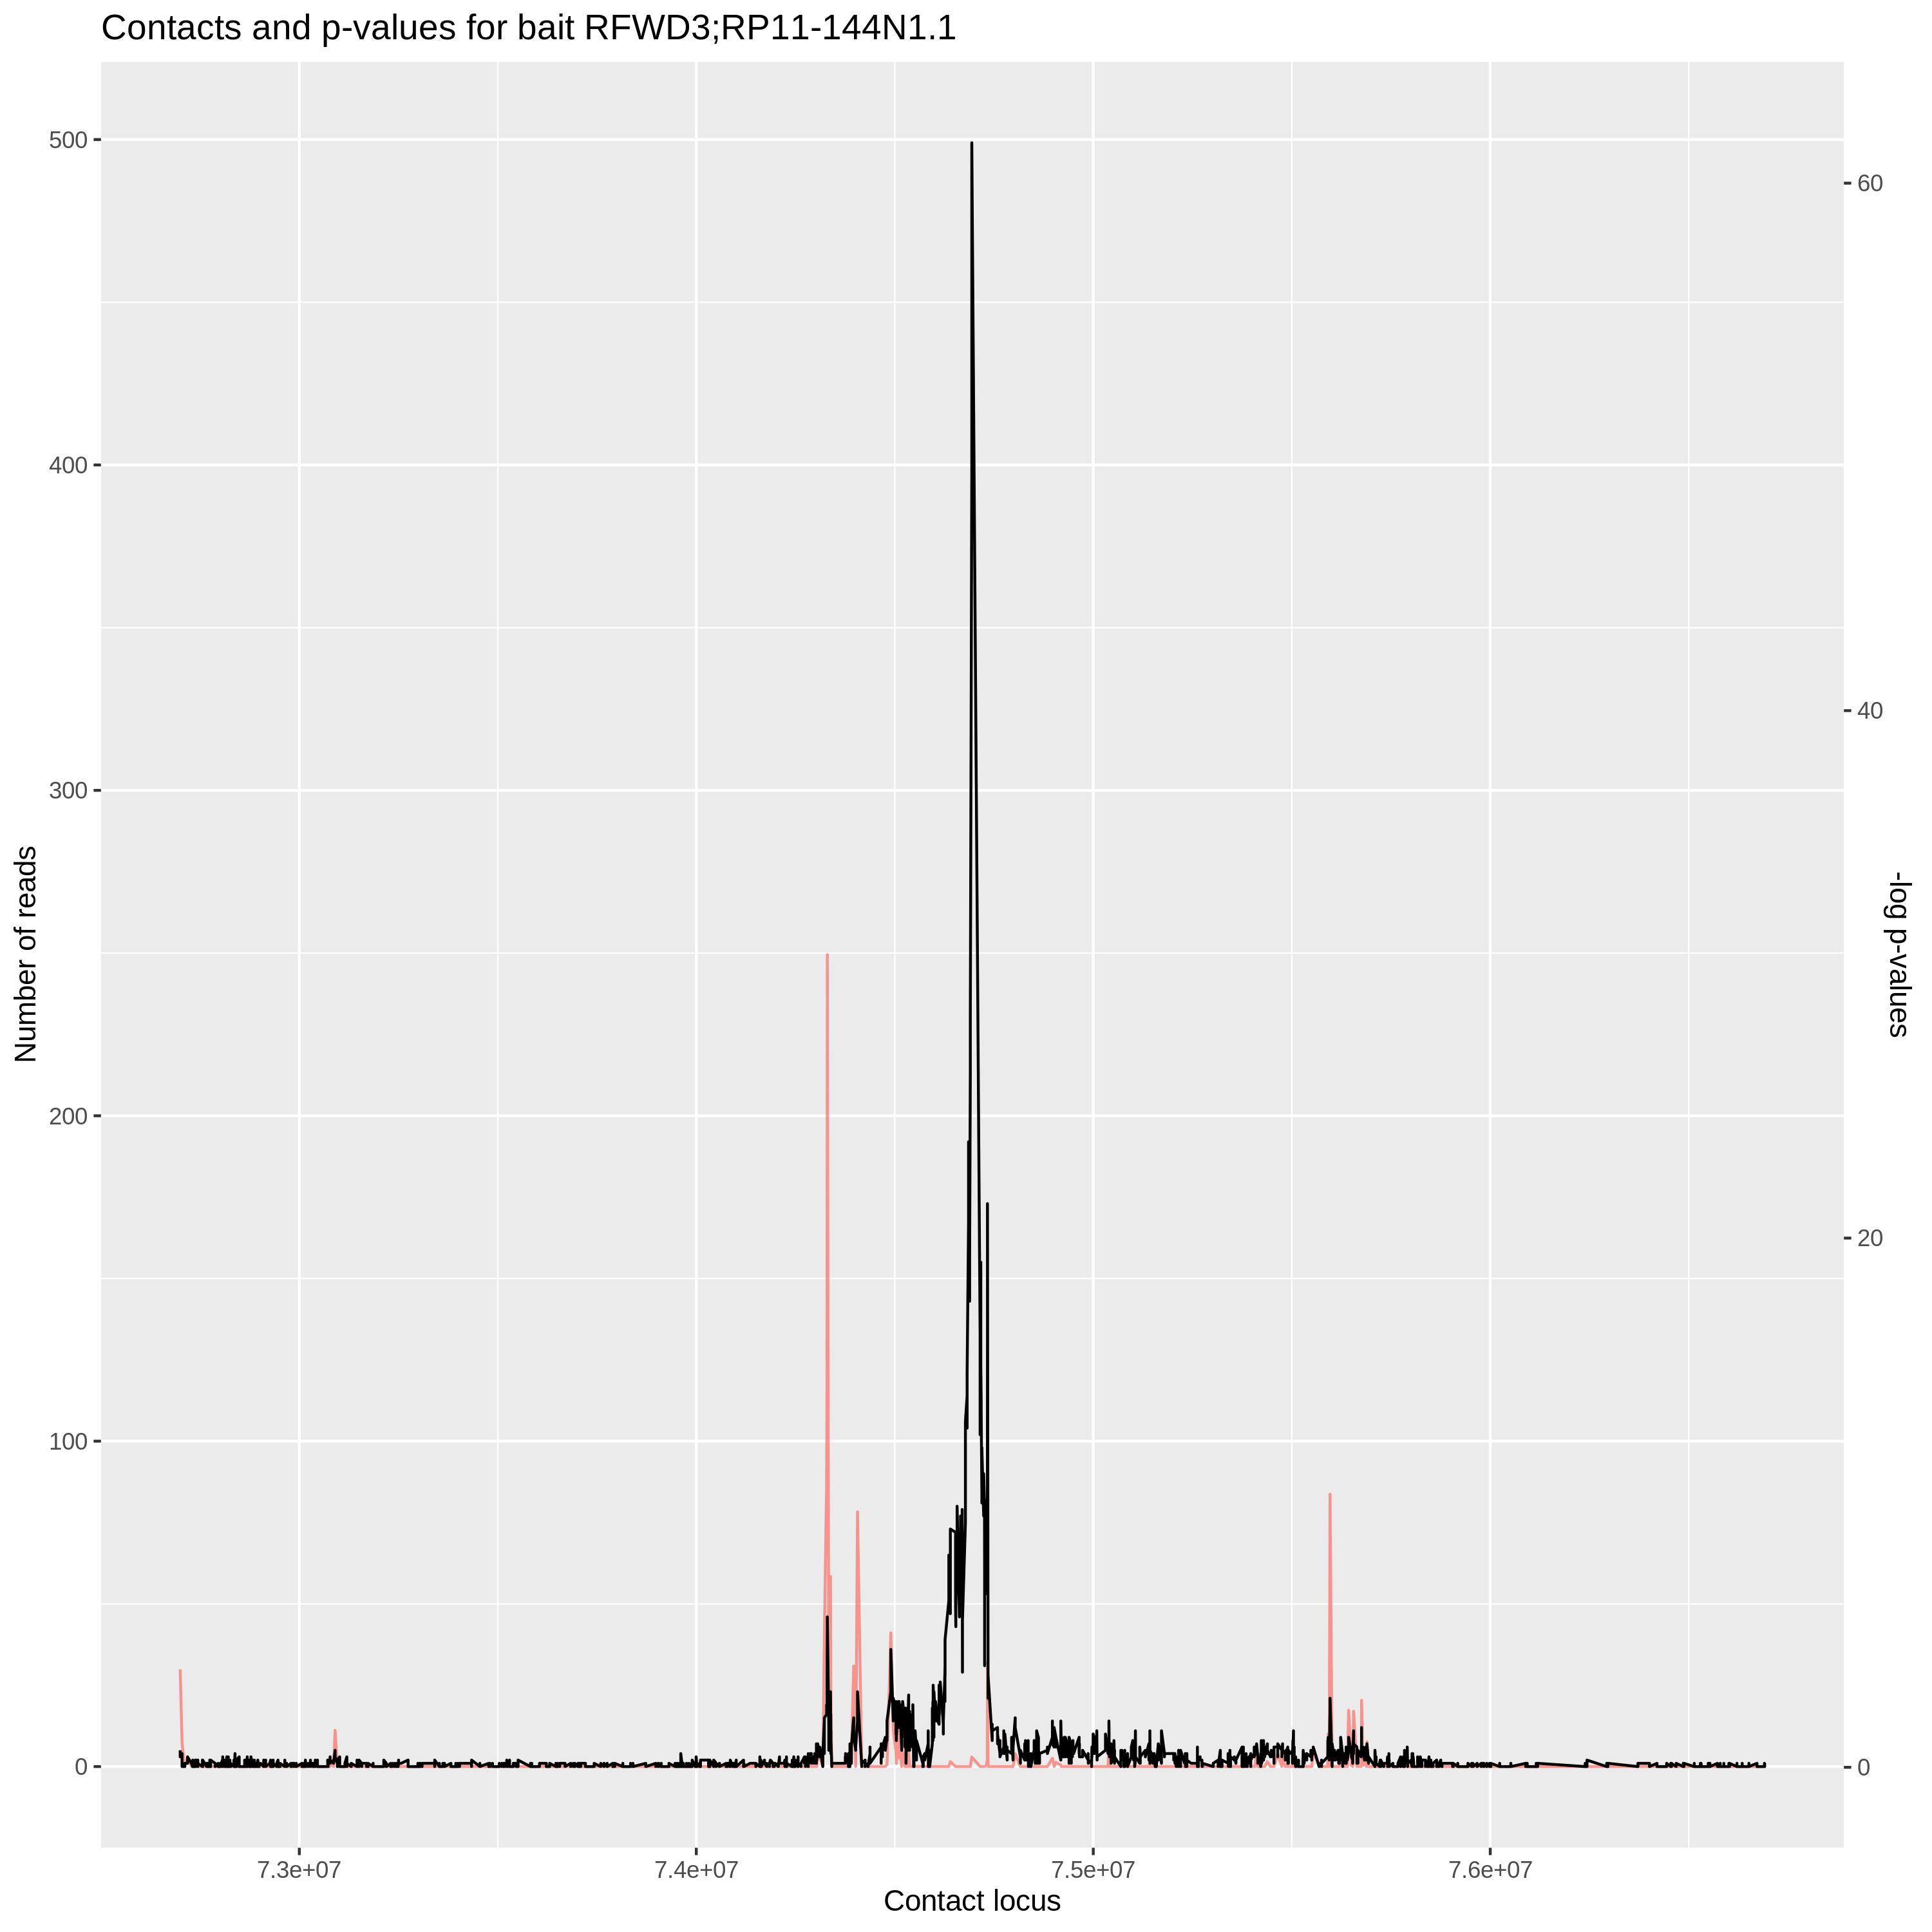 Contacts and p-values for bait RFWD3;RP11-144N1.1
500
400
300
200
100
0
Number of reads
60
40
20
0
-log p-values
7.3e+07
7.4e+07
7.5e+07
7.6e+07
Contact locus